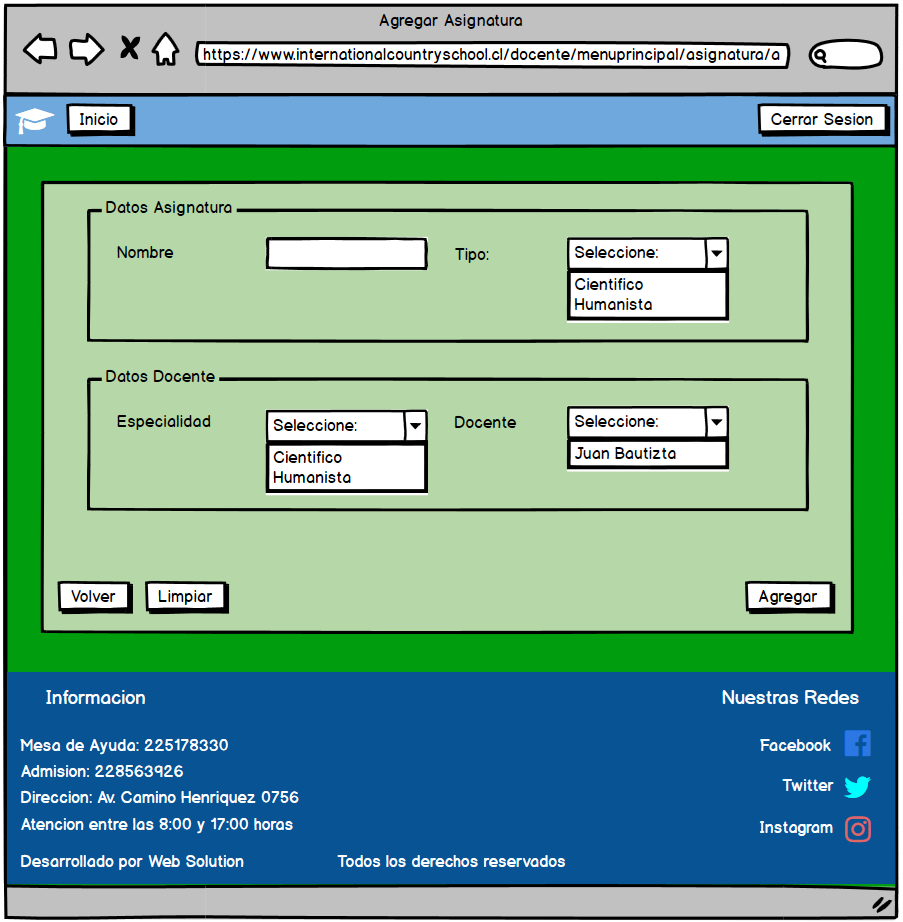 Agregar Asignatura
https://www.internationalcountryschool.cl/docente/menuprincipal/asignatura/a
Inicio
Cerrar Sesion
Datos Asignatura
Nombre
Tipo:
Seleccione:
Cientifico
Humanista
Datos Docente
Especialidad
Seleccione:
Cientifico
Humanista
Docente
Seleccione:
Juan Bautizta
Volver
Limpiar
Agregar
Informacion
Mesa de Ayuda: 225178330
Admision: 228563926
Direccion: Av. Camino Henriquez 0756
Atencion entre las 8:00 y 17:00 horas
Nuestras Redes
Facebook
Twitter
Instagram
Desarrollado por Web Solution
Todos los derechos reservados